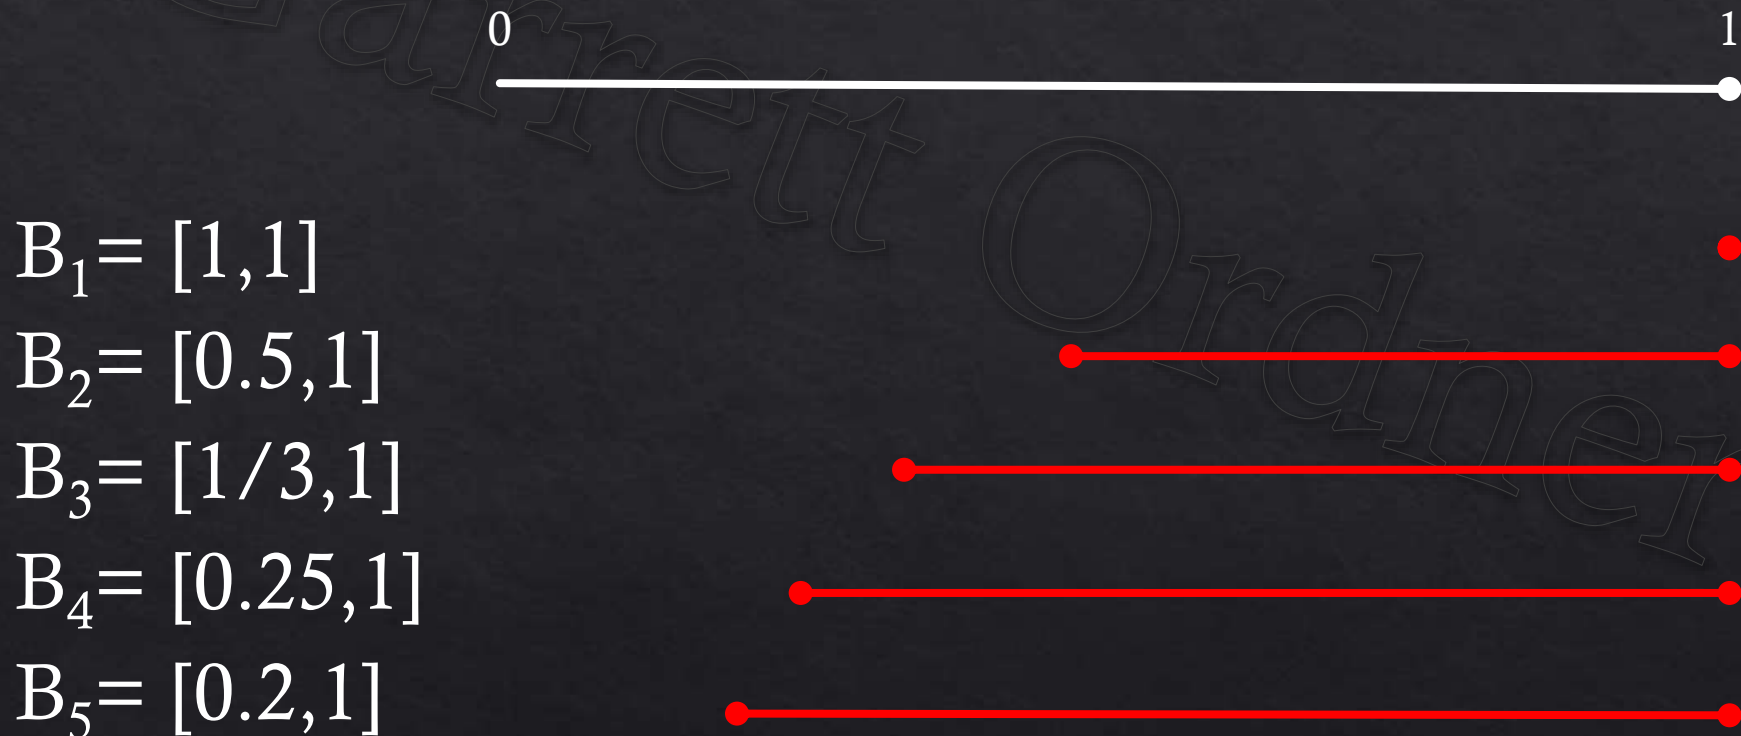 0 1
B₁= [1,1]
B₂= [0.5,1]
B₃= [1/3,1]
B₄= [0.25,1]
B₅= [0.2,1]
Garrett Ordner